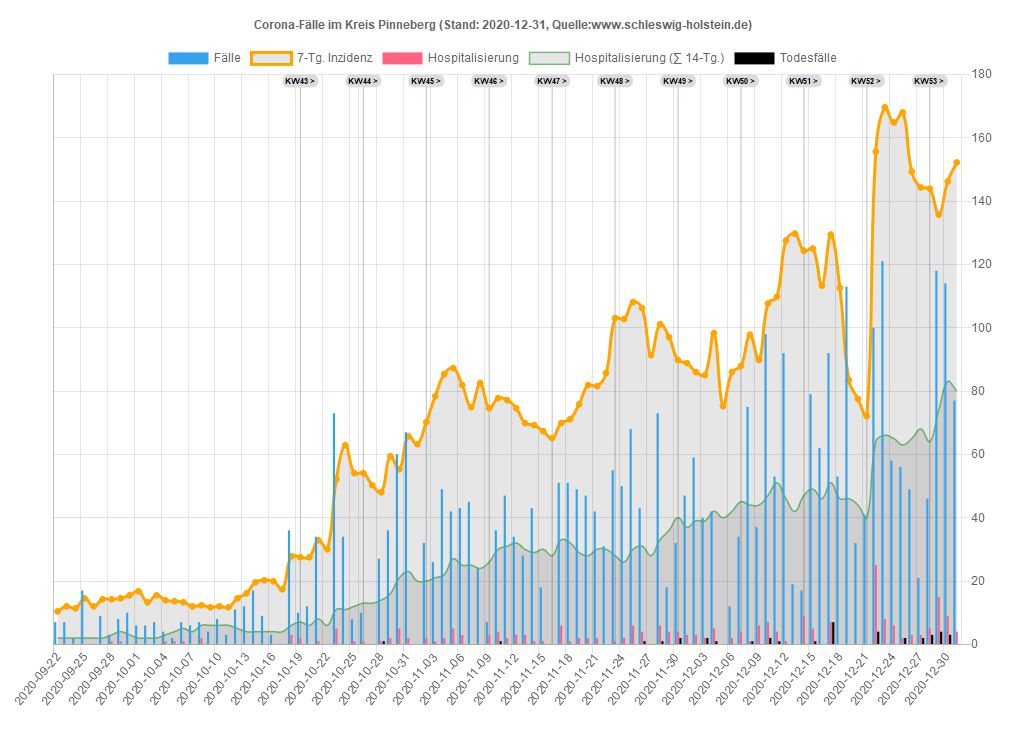 Corona-Fälle im Kreis Pinneberg (Stand: 2020-12-31, Quelle:www.schleswig-holstein.de)
Fälle 7-Tg. Inzidenz Hospitalisierung Hospitalisierung (∑ 14-Tg.) Todesfälle
KW43 > KW44 > KW45 > KW46 > KW47 > KW48 > KW49 > KW50 > KW51 > KW52 > KW53 >
180
160
140
120
100
80
60
40
20
0
2020-09-22 2020-09-25 2020-09-28 2020-10-01 2020-10-04 2020-10-07 2020-10-10 2020-10-13 2020-10-16 2020-10-19 2020-10-22 2020-10-25 2020-10-28 2020-10-31 2020-11-03 2020-11-06 2020-11-09 2020-11-12 2020-11-15 2020-11-18 2020-11-21 2020-11-24 2020-11-27 2020-11-30 2020-12-03 2020-12-06 2020-12-09 2020-12-12 2020-12-15 2020-12-18 2020-12-21 2020-12-24 2020-12-27 2020-12-30